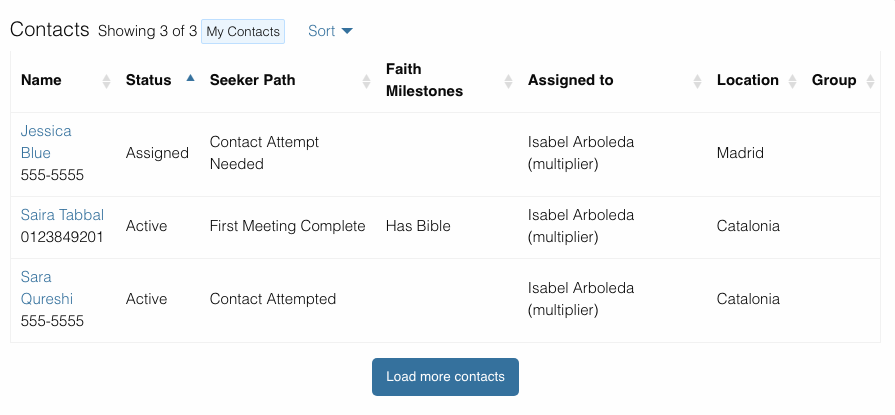 Contacts Showing 3 of 3 My Contacts Sort
Name Status Seeker Path Faith Milestones Assigned to Location Group
Jessica Blue
555-5555
Assigned
Contact Attempt Needed
Isabel Arboleda (multiplier)
Madrid
Saira Tabbal
0123849201
Active
First Meeting Complete
Has Bible
Isabel Arboleda (multiplier)
Catalonia
Sara Qureshi
555-5555
Active
Contact Attempted
Isabel Arboleda (multiplier)
Catalonia
Load more contacts